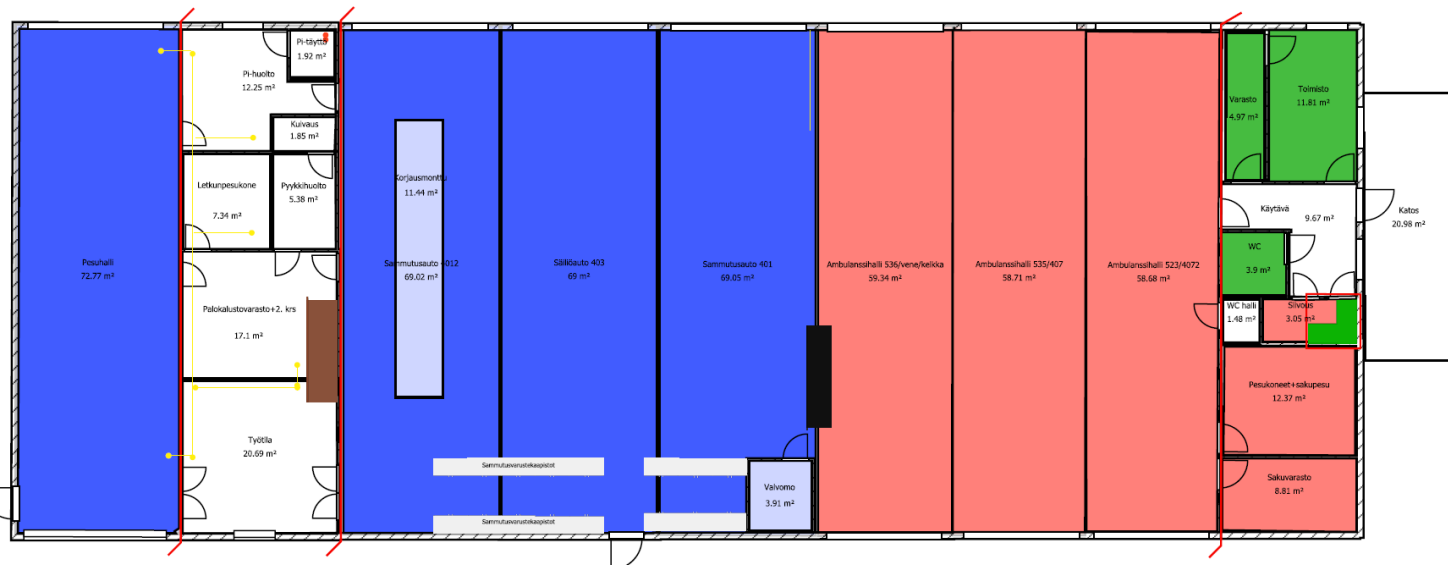 Pesuhalli
72.77 m²
Pi-täyttö
1.92 m²
Pi-huolto
12.25 m²
Kuivaus
1.85 m²
Letkunpesukone
7.34 m²
Pyykkihuolto
5.38 m²
Palokalustovarasto+2. krs
17.1 m²
Työtila
20.69 m²
Korjausmonttu
11.44 m²
Sammutusauto 4012
69.02 m²
Säiliöauto 403
69 m²
Sammutusauto 401
69.05 m²
Sammutusvarustekaapistot
Sammutusvarustekaapistot
Valvomo
3.91 m²
Ambulanssihalli 536/vene/kelkka
59.34 m²
Ambulanssihalli 535/407
58.71 m²
Ambulanssihalli 523/4072
58.68 m²
Varasto
4.97 m²
Toimisto
11.81 m²
Käytävä
9.67 m²
Katos
20.98 m²
WC
3.9 m²
WC halli
1.48 m²
Siivous
3.05 m²
Pesukoneet+sakupesu
12.37 m²
Sakuvarasto
8.81 m²